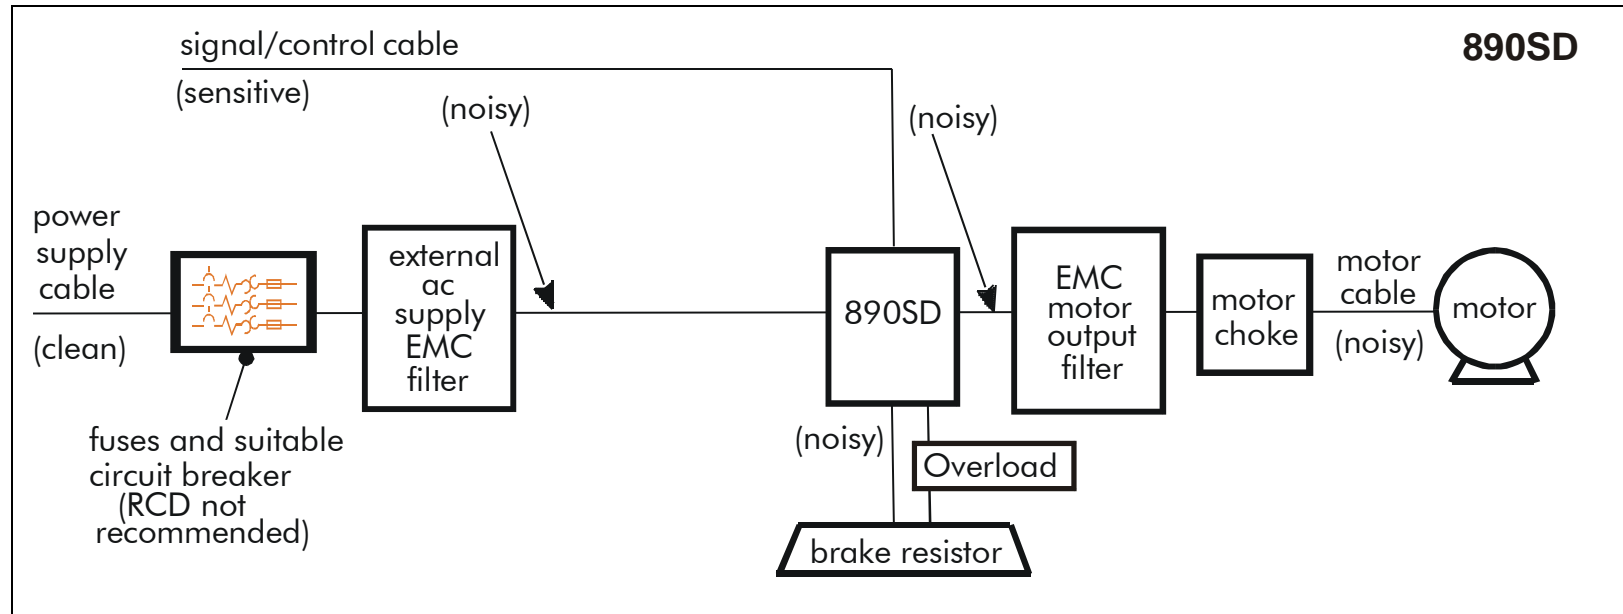 signal/control cable
890SD
(sensitive)
(noisy)
(noisy)
power
supply
cable
(clean)
external
ac
supply
EMC
filter
890SD
EMC
motor
output
filter
motor
choke
motor
cable
(noisy)
motor
fuses and suitable
circuit breaker
(RCD not
recommended)
(noisy)
Overload
brake resistor